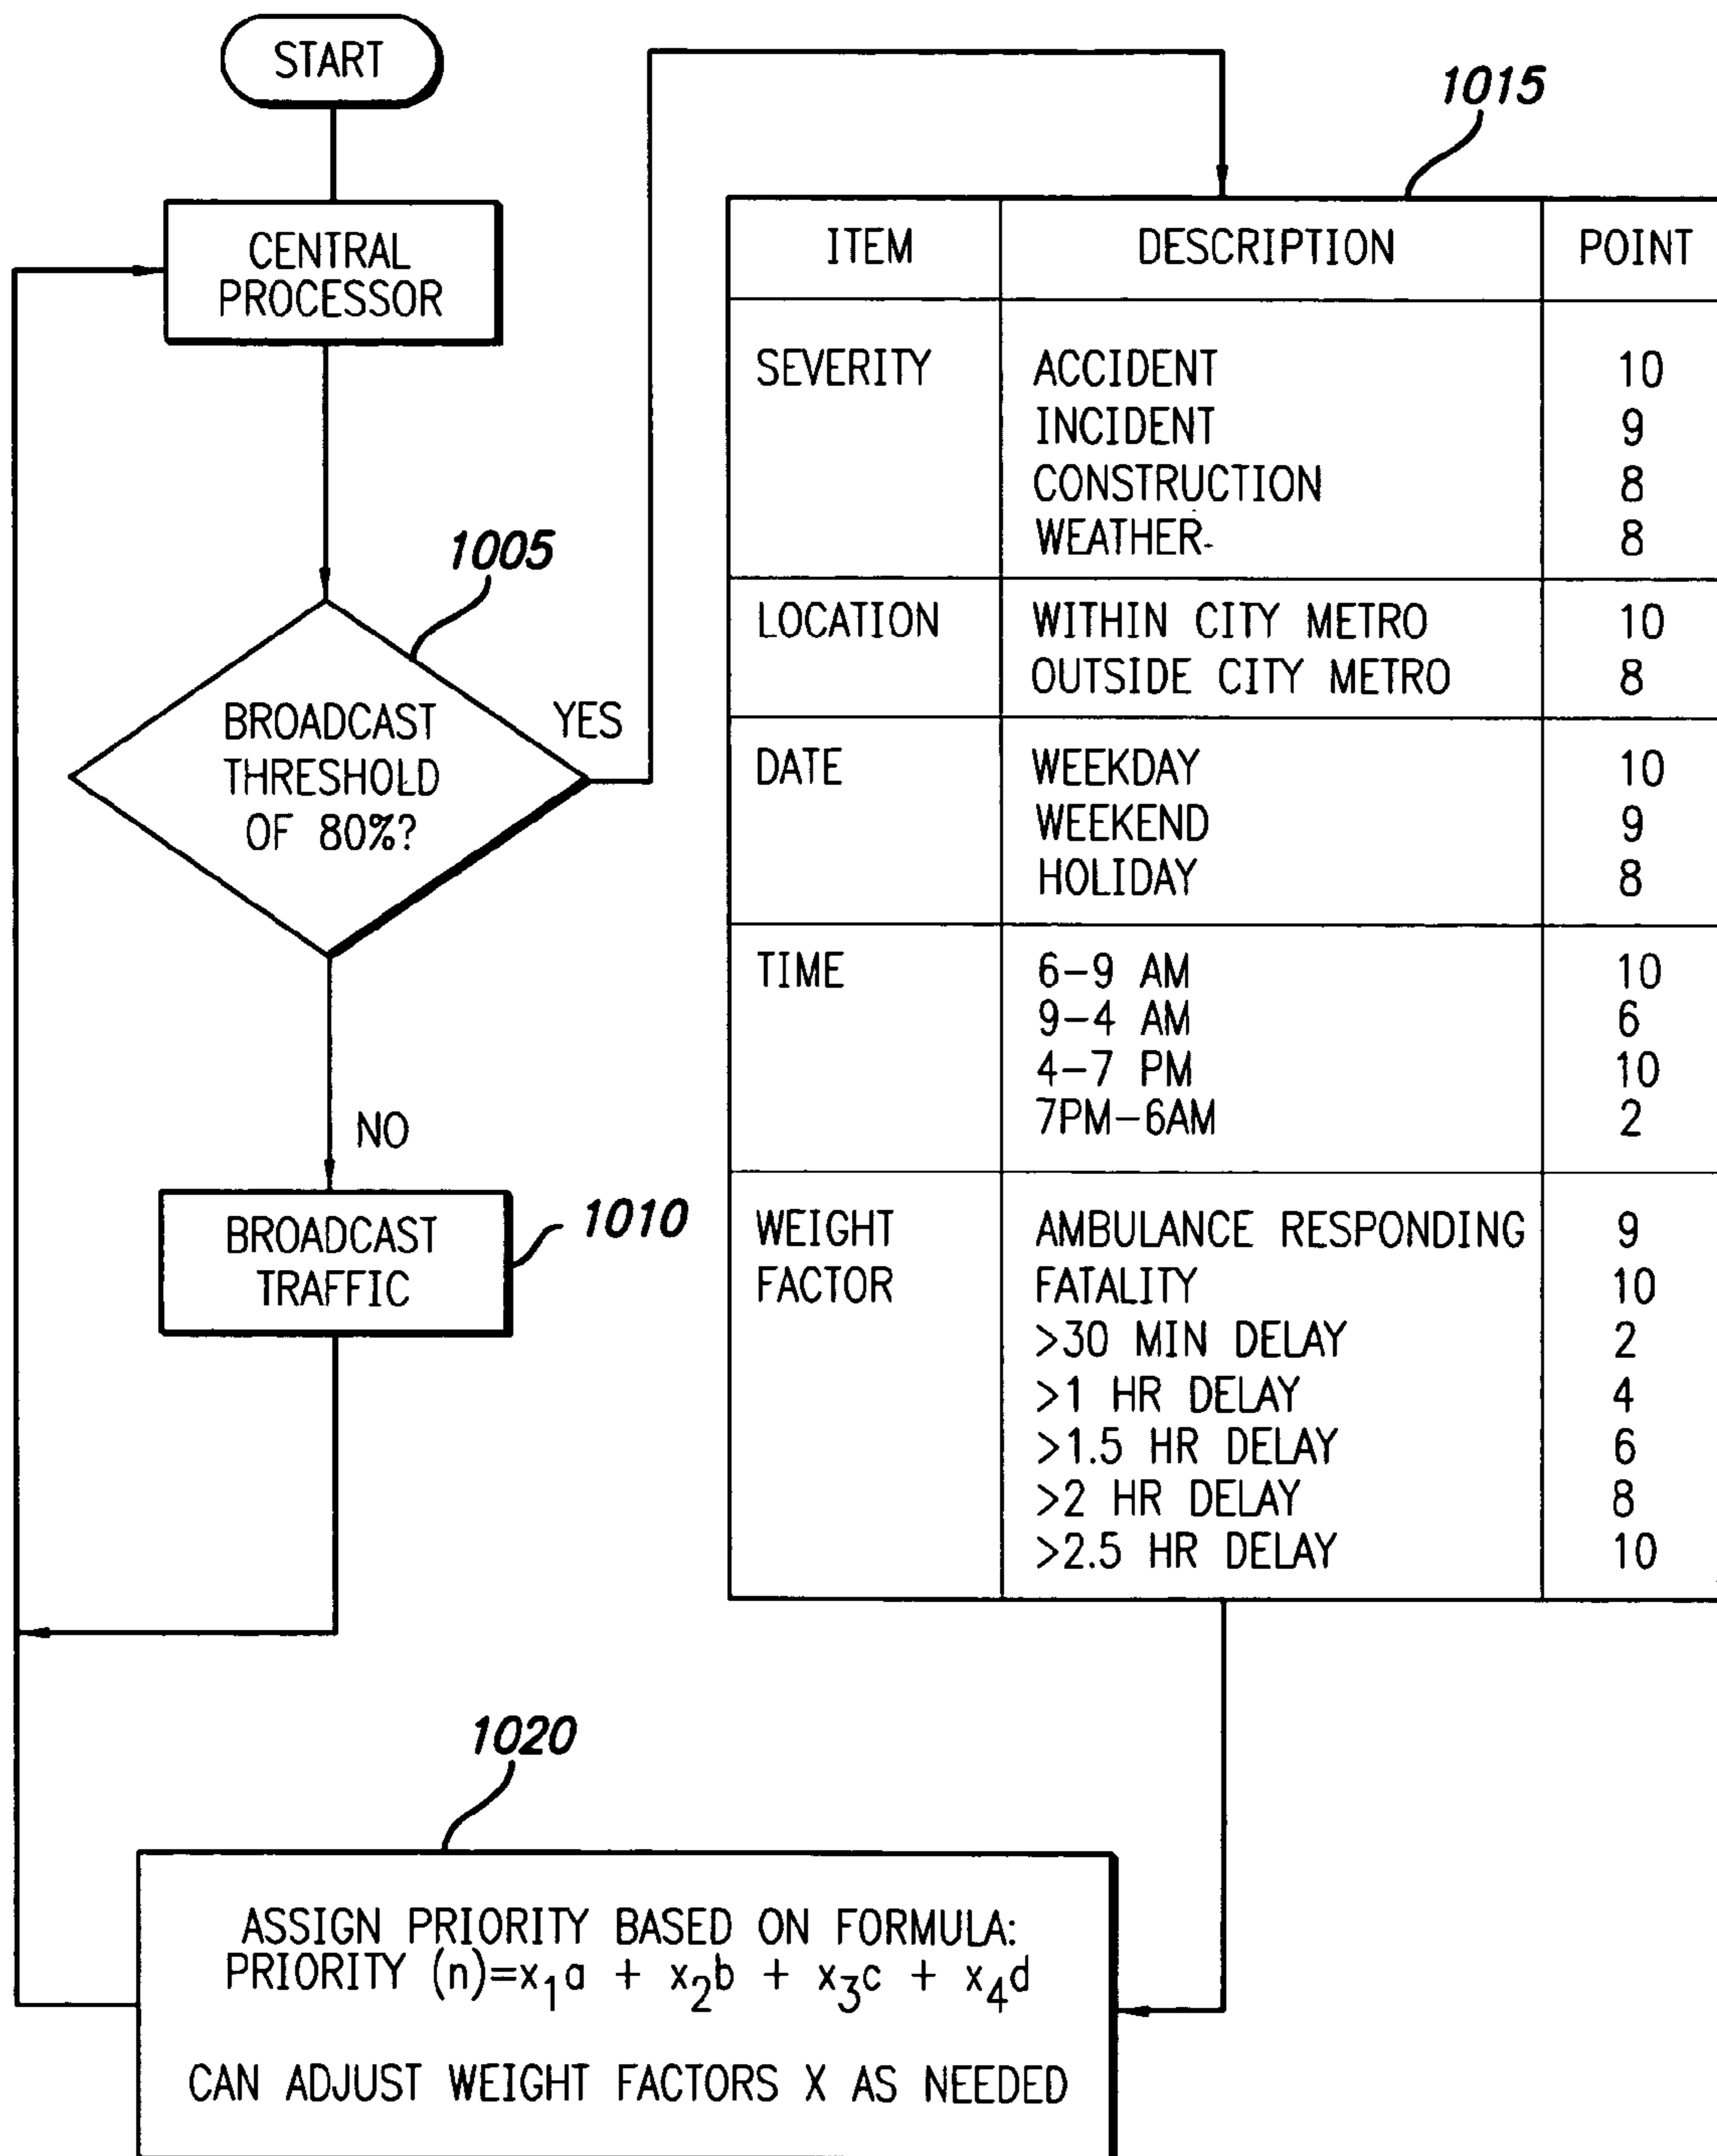 START
CENTRAL
PROCESSOR
1005
BROADCAST
THRESHOLD
OF 80%?
YES
NO
BROADCAST
TRAFFIC
1010
1015
ITEM DESCRIPTION POINT
SEVERITY ACCIDENT 10
INCIDENT 9
CONSTRUCTION 8
WEATHER 8
LOCATION WITHIN CITY METRO 10
OUTSIDE CITY METRO 8
DATE WEEKDAY 10
WEEKEND 9
HOLIDAY 8
TIME 6-9 AM 10
9-4 AM 6
4-7 PM 10
7PM-6AM 2
WEIGHT AMBULANCE RESPONDING 9
FACTOR FATALITY 10
>30 MIN DELAY 2
>1 HR DELAY 4
>1.5 HR DELAY 6
>2 HR DELAY 8
>2.5 HR DELAY 10
1020
ASSIGN PRIORITY BASED ON FORMULA:
PRIORITY (n)=x₁a + x₂b + x₃c + x₄d
CAN ADJUST WEIGHT FACTORS X AS NEEDED